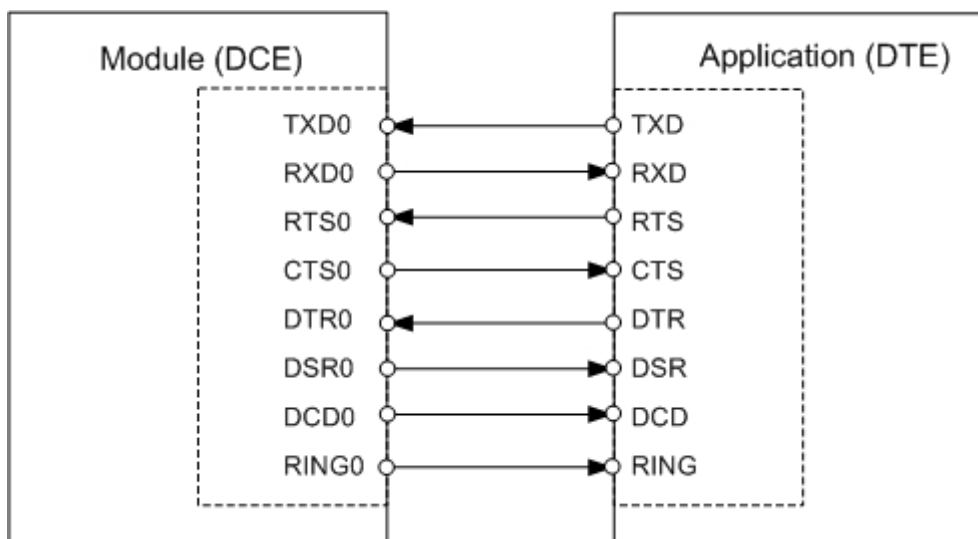 Module (DCE)
Application (DTE)
TXD0
TXD
RXD0
RXD
RTS0
RTS
CTS0
CTS
DTR0
DTR
DSR0
DSR
DCD0
DCD
RING0
RING